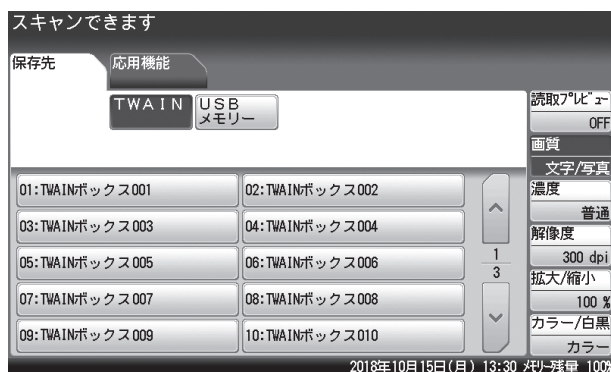 スキャンできます
保存先
応用機能
TWAIN
USB
メモリー
01:TWAINボックス001
02:TWAINボックス002
03:TWAINボックス003
04:TWAINボックス004
05:TWAINボックス005
06:TWAINボックス006
07:TWAINボックス007
08:TWAINボックス008
09:TWAINボックス009
10:TWAINボックス010
1
3
読取プレビュー
OFF
画質
文字/写真
濃度
普通
解像度
300 dpi
拡大/縮小
100 %
カラー/白黒
カラー
2018年10月15日(月) 13:30 メモリー残量 100%